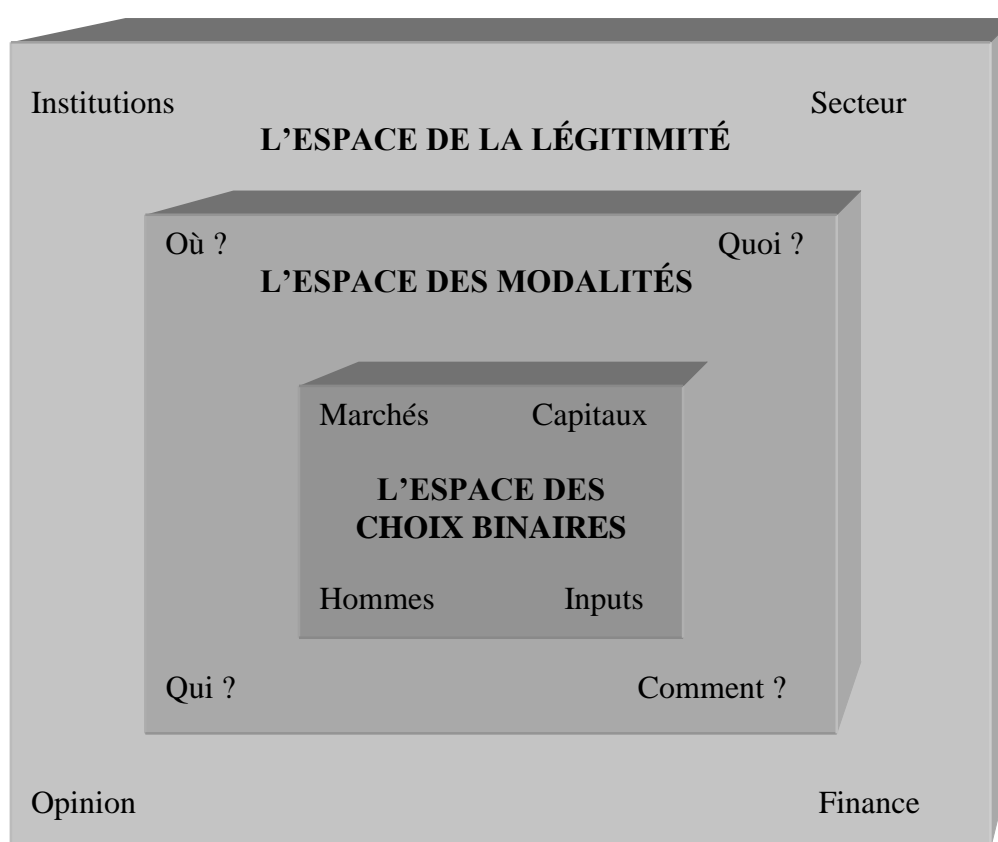 Institutions Secteur
L’ESPACE DE LA LÉGITIMITÉ
Où ? Quoi ?
L’ESPACE DES MODALITÉS
Marchés Capitaux
L’ESPACE DES
CHOIX BINAIRES
Hommes Inputs
Qui ? Comment ?
Opinion Finance